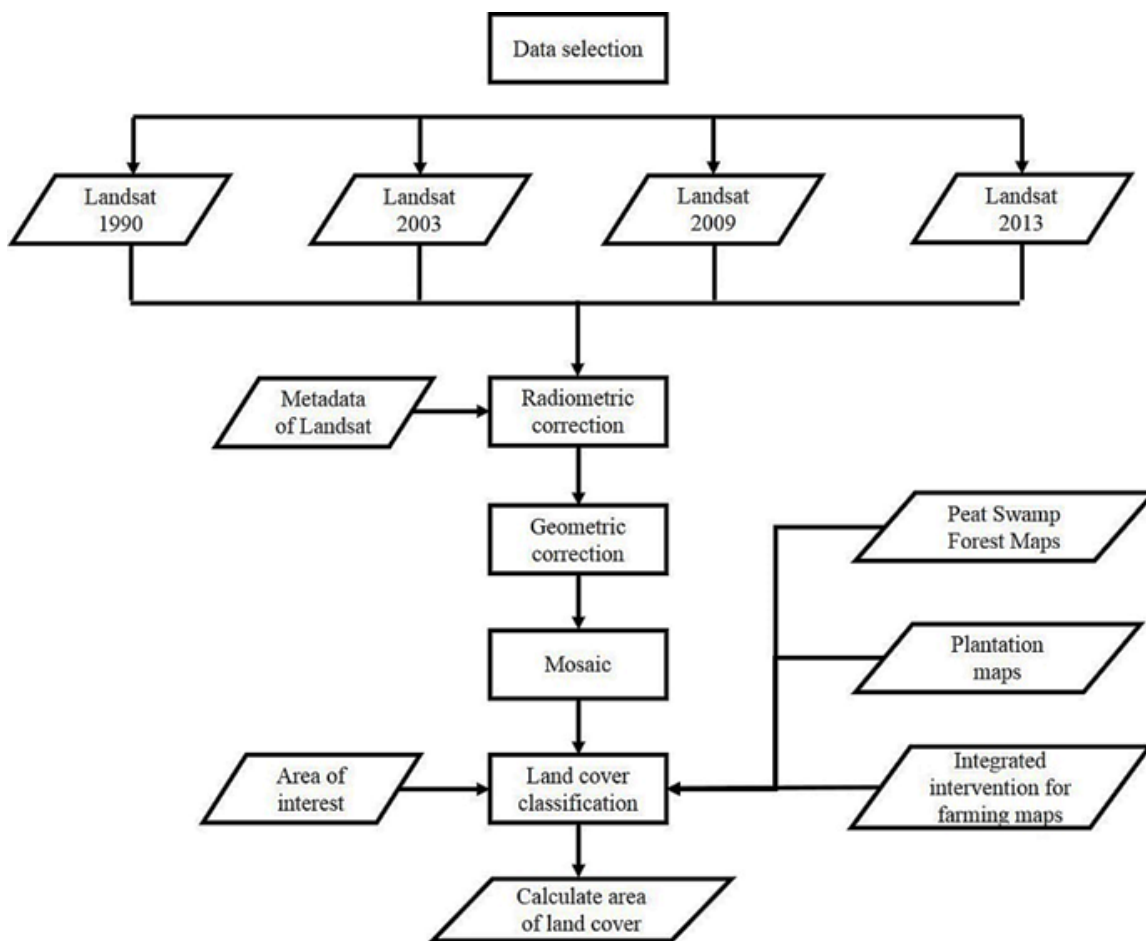 Data selection
Landsat
1990
Landsat
2003
Landsat
2009
Landsat
2013
Metadata
of Landsat
Radiometric
correction
Geometric
correction
Peat Swamp
Forest Maps
Mosaic
Plantation
maps
Area of
interest
Land cover
classification
Integrated
intervention for
farming maps
Calculate area
of land cover